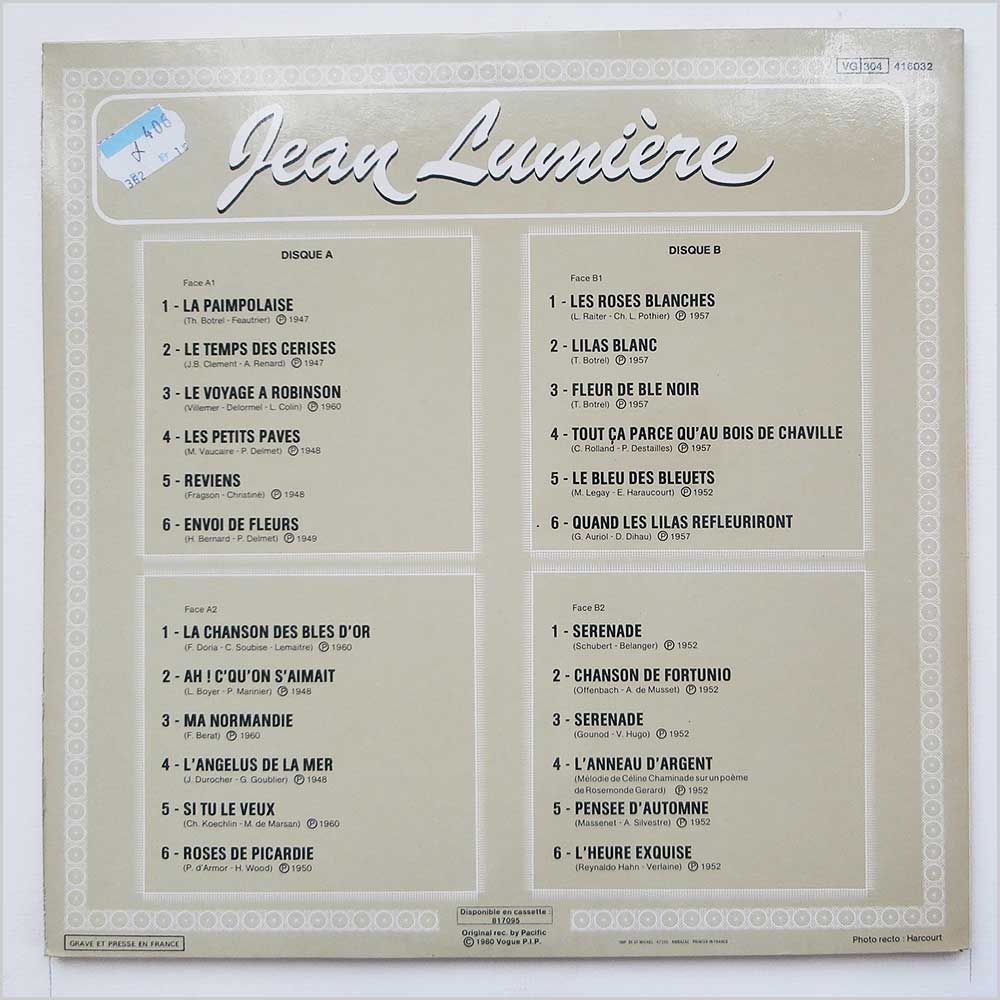 VG 304 416032
Jean Lumière
DISQUE A
Face A1
1 - LA PAIMPOLAISE
(Th. Botrel - Feautrier) Ⓟ 1947
2 - LE TEMPS DES CERISES
(J.B. Clement - A. Renard) Ⓟ 1947
3 - LE VOYAGE A ROBINSON
(Villemer - Delormel - L. Colin) Ⓟ 1960
4 - LES PETITS PAVES
(M. Vaucaire - P. Delmet) Ⓟ 1948
5 - REVIENS
(Fragson - Christiné) Ⓟ 1948
6 - ENVOI DE FLEURS
(H. Bernard - P. Delmet) Ⓟ 1949
Face A2
1 - LA CHANSON DES BLES D'OR
(F. Doria - C. Soubise - Lemaitre) Ⓟ 1960
2 - AH ! C'QU'ON S'AIMAIT
(L. Boyer - P. Marinier) Ⓟ 1948
3 - MA NORMANDIE
(F. Berat) Ⓟ 1960
4 - L'ANGELUS DE LA MER
(J. Durocher - G. Goublier) Ⓟ 1948
5 - SI TU LE VEUX
(Ch. Koechlin - M. de Marsan) Ⓟ 1960
6 - ROSES DE PICARDIE
(P. d'Armor - H. Wood) Ⓟ 1950
DISQUE B
Face B1
1 - LES ROSES BLANCHES
(L. Raiter - Ch. L. Pothier) Ⓟ 1957
2 - LILAS BLANC
(T. Botrel) Ⓟ 1957
3 - FLEUR DE BLE NOIR
(T. Botrel) Ⓟ 1957
4 - TOUT ÇA PARCE QU'AU BOIS DE CHAVILLE
(C. Rolland - P. Destailles) Ⓟ 1957
5 - LE BLEU DES BLEUETS
(M. Legay - E. Haraucourt) Ⓟ 1952
6 - QUAND LES LILAS REFLEURIRONT
(G. Auriol - D. Dihau) Ⓟ 1957
Face B2
1 - SERENADE
(Schubert - Belanger) Ⓟ 1952
2 - CHANSON DE FORTUNIO
(Offenbach - A. de Musset) Ⓟ 1952
3 - SERENADE
(Gounod - V. Hugo) Ⓟ 1952
4 - L'ANNEAU D'ARGENT
(Mélodie de Céline Chaminade sur un poème
de Rosemonde Gerard) Ⓟ 1952
5 - PENSEE D'AUTOMNE
(Massenet - A. Silvestre) Ⓟ 1952
6 - L'HEURE EXQUISE
(Reynaldo Hahn - Verlaine) Ⓟ 1952
GRAVE ET PRESSE EN FRANCE
Disponible en cassette :
817095
Original rec. by Pacific
© 1980 Vogue P.I.P.
PRINTED IN FRANCE
Photo recto : Harcourt